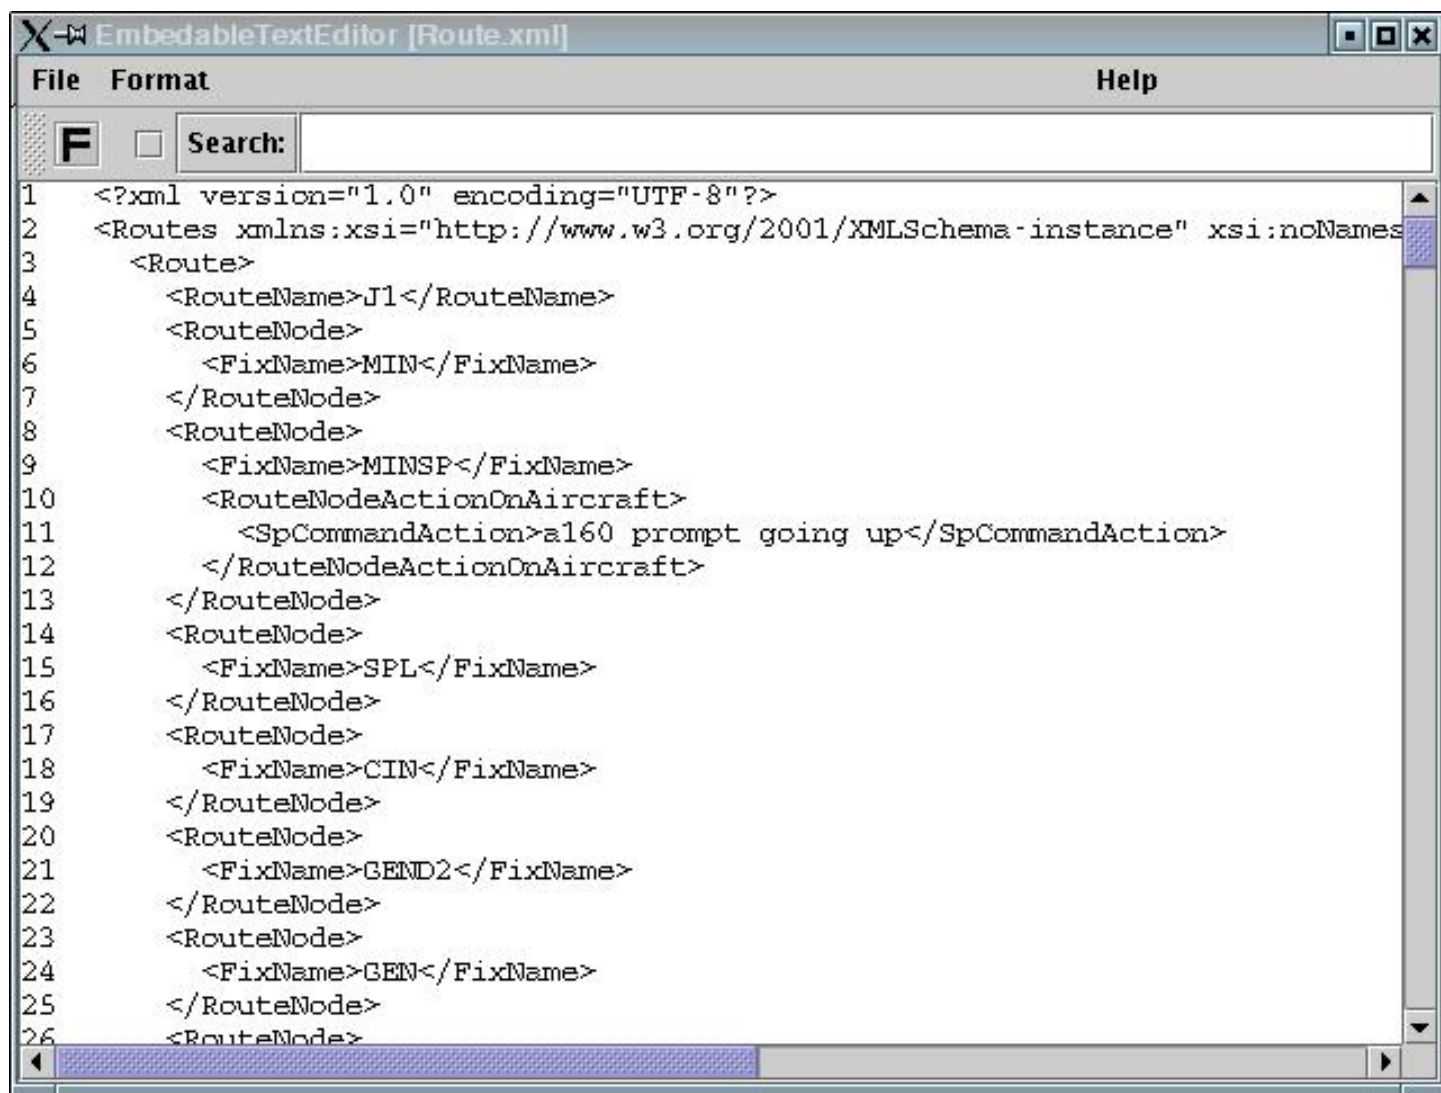 EmbedableTextEditor [Route.xml]
File Format Help
F Search:
1 <?xml version="1.0" encoding="UTF-8"?>
2 <Routes xmlns:xsi="http://www.w3.org/2001/XMLSchema-instance" xsi:noNames
3 <Route>
4 <RouteName>J1</RouteName>
5 <RouteNode>
6 <FixName>MIN</FixName>
7 </RouteNode>
8 <RouteNode>
9 <FixName>MINSP</FixName>
10 <RouteNodeActionOnAircraft>
11 <SpCommandAction>a160 prompt going up</SpCommandAction>
12 </RouteNodeActionOnAircraft>
13 </RouteNode>
14 <RouteNode>
15 <FixName>SPL</FixName>
16 </RouteNode>
17 <RouteNode>
18 <FixName>CIN</FixName>
19 </RouteNode>
20 <RouteNode>
21 <FixName>GEND2</FixName>
22 </RouteNode>
23 <RouteNode>
24 <FixName>GEN</FixName>
25 </RouteNode>
26 <RouteNode>